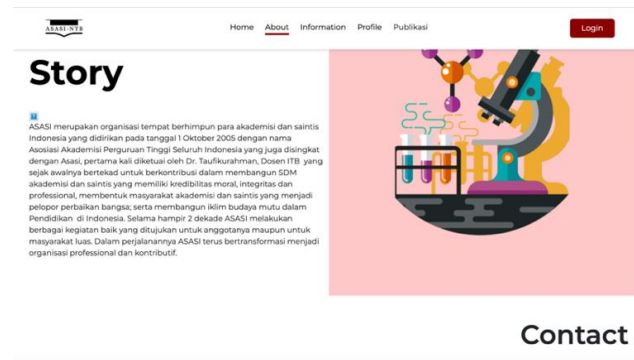 ASASI-NTB
Home About Information Profile Publikasi
Login
Story
ASASI merupakan organisasi tempat berhimpun para akademisi dan saintis
Indonesia yang didirikan pada tanggal 1 Oktober 2005 dengan nama
Asosiasi Akademisi Perguruan Tinggi Seluruh Indonesia yang juga disingkat
dengan Asasi, pertama kali diketuai oleh Dr. Taufikurahman, Dosen ITB yang
sejak awalnya bertekad untuk berkontribusi dalam membangun SDM
akademisi dan saintis yang memiliki kredibilitas moral, integritas dan
professional, membentuk masyarakat akademisi dan saintis yang menjadi
pelopor perbaikan bangsa; serta membangun iklim budaya mutu dalam
Pendidikan di Indonesia. Selama hampir 2 dekade ASASI melakukan
berbagai kegiatan baik yang ditujukan untuk anggotanya maupun untuk
masyarakat luas. Dalam perjalanannya ASASI terus bertransformasi menjadi
organisasi professional dan kontributif.
Contact